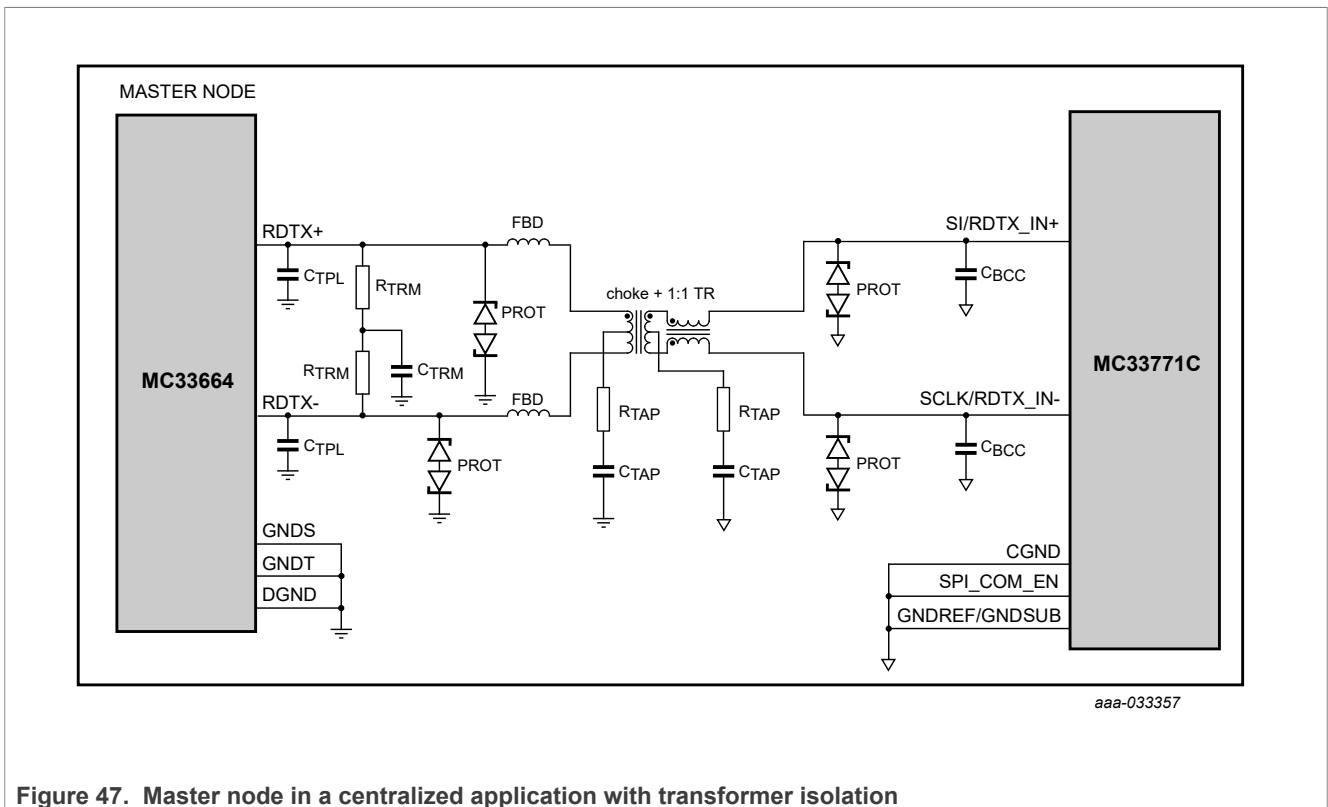 MASTER NODE
MC33664
RDTX+
CTPL
RTRM
PROT
FBD
choke + 1:1 TR
PROT
SI/RDTX_IN+
CBCC
RTRM
CTRM
RDTX-
CTPL
PROT
FBD
RTAP
CTAP
RTAP
CTAP
SCLK/RDTX_IN-
PROT
CBCC
MC33771C
GNDS
GNDT
DGND
CGND
SPI_COM_EN
GNDREF/GNDSUB
aaa-033357
Figure 47. Master node in a centralized application with transformer isolation